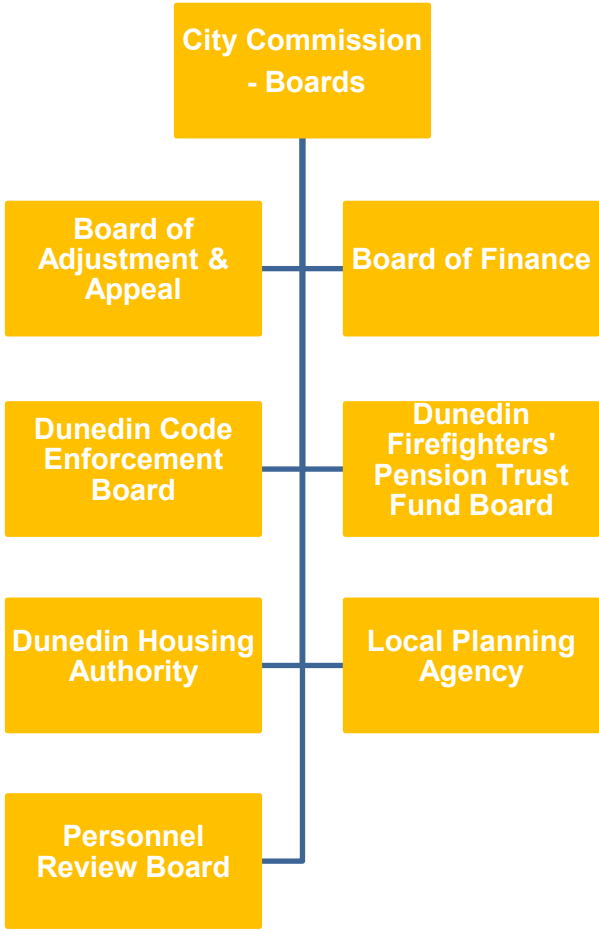 City Commission
- Boards
Board of
Adjustment &
Appeal
Board of Finance
Dunedin Code
Enforcement
Board
Dunedin
Firefighters'
Pension Trust
Fund Board
Dunedin Housing
Authority
Local Planning
Agency
Personnel
Review Board